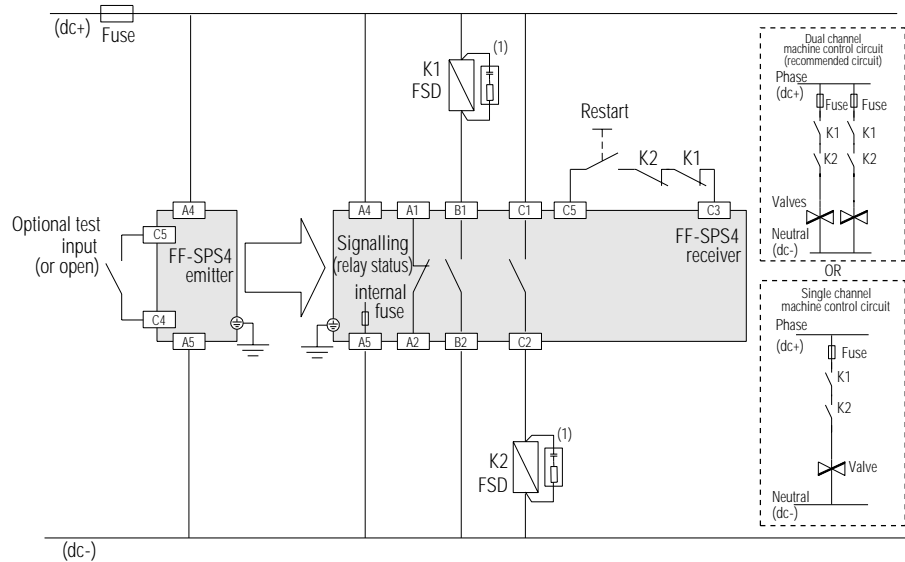 (dc+)
Fuse
(1)
K1
FSD
Restart
K2
K1
Optional test
input
(or open)
A4
C5
FF-SPS4
emitter
C4
A5
A4
A1
B1
C1
C5
C3
Signalling
(relay status)
internal
fuse
FF-SPS4
receiver
A5
A2
B2
C2
(1)
K2
FSD
(dc-)
Dual channel
machine control circuit
(recommended circuit)
Phase
(dc+)
Fuse
Fuse
K1
K1
K2
K2
Valves
Neutral
(dc-)
OR
Single channel
machine control circuit
Phase
(dc+)
Fuse
K1
K2
Valve
Neutral
(dc-)